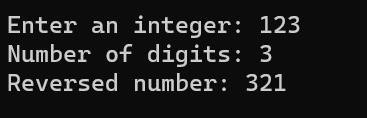 Enter an integer: 123
Number of digits: 3
Reversed number: 321